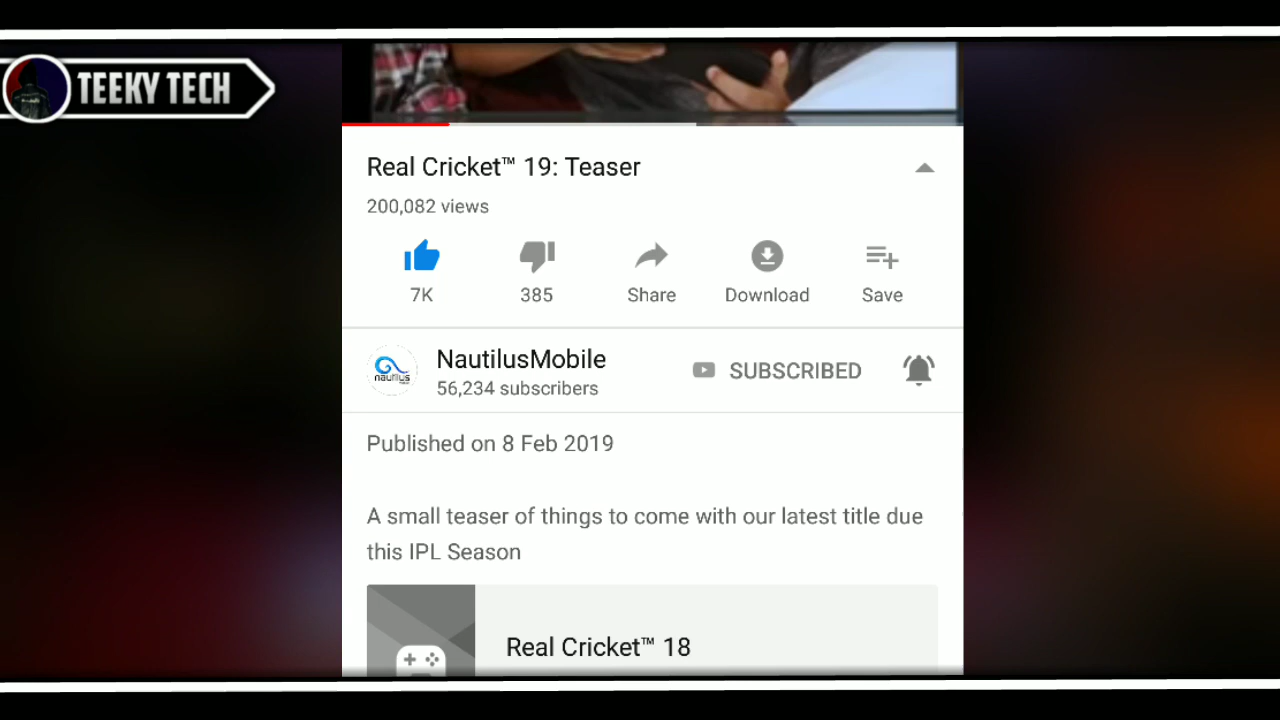 TEEKY TECH
Real Cricket™ 19: Teaser
200,082 views
7K
385
Share
Download
Save
nautilus
NautilusMobile
56,234 subscribers
SUBSCRIBED
Published on 8 Feb 2019
A small teaser of things to come with our latest title due
this IPL Season
Real Cricket™ 18